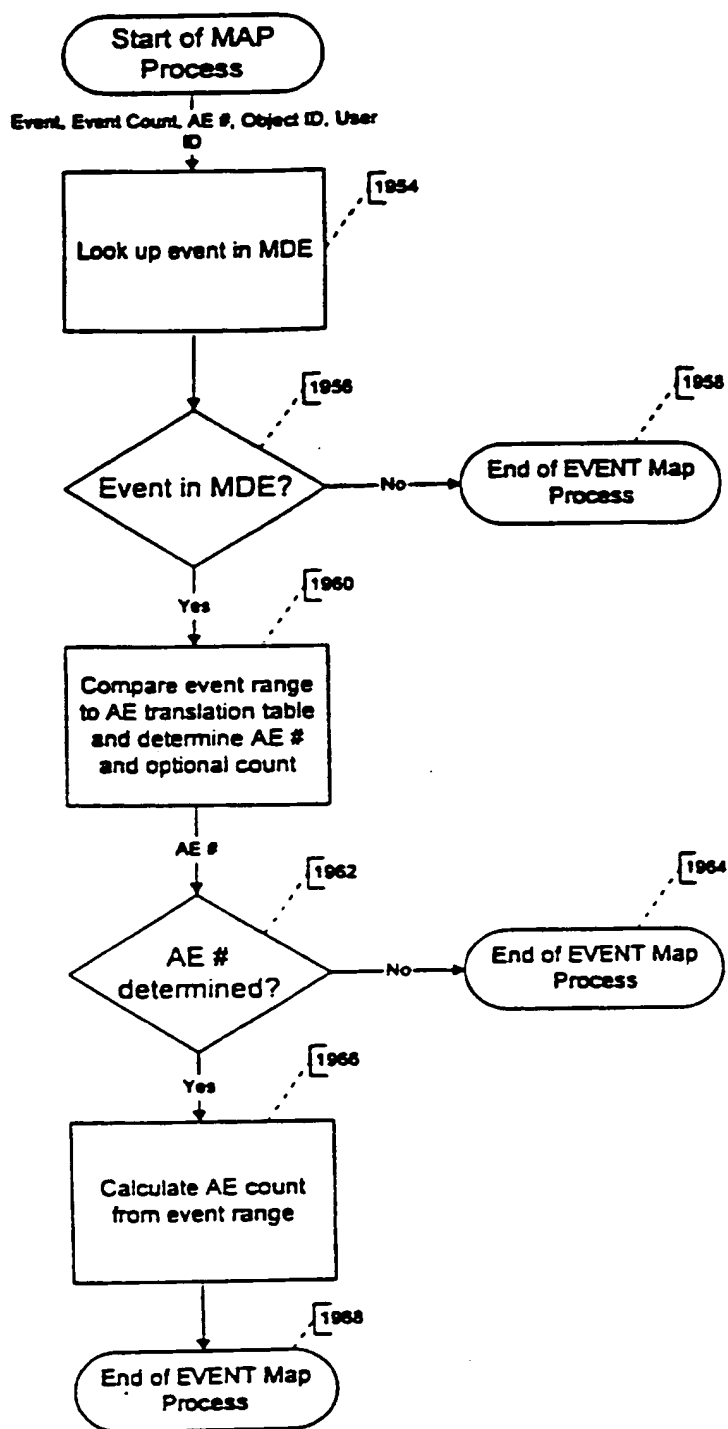 Start of MAP
Process
Event, Event Count, AE #, Object ID, User
ID
1954
Look up event in MDE
1956
1958
Event in MDE?
No
End of EVENT Map
Process
Yes
1960
Compare event range
to AE translation table
and determine AE #
and optional count
AE #
1962
1964
AE #
determined?
No
End of EVENT Map
Process
Yes
1966
Calculate AE count
from event range
1968
End of EVENT Map
Process